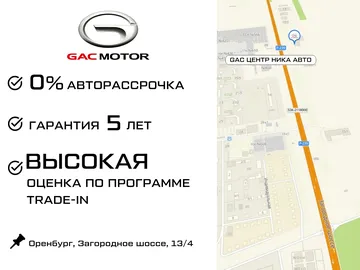 GAC MOTOR
0% АВТОРАССРОЧКА
ГАРАНТИЯ 5 ЛЕТ
ВЫСОКАЯ
ОЦЕНКА ПО ПРОГРАММЕ
TRADE-IN
Оренбург, Загородное шоссе, 13/4
GAC ЦЕНТР НИКА АВТО